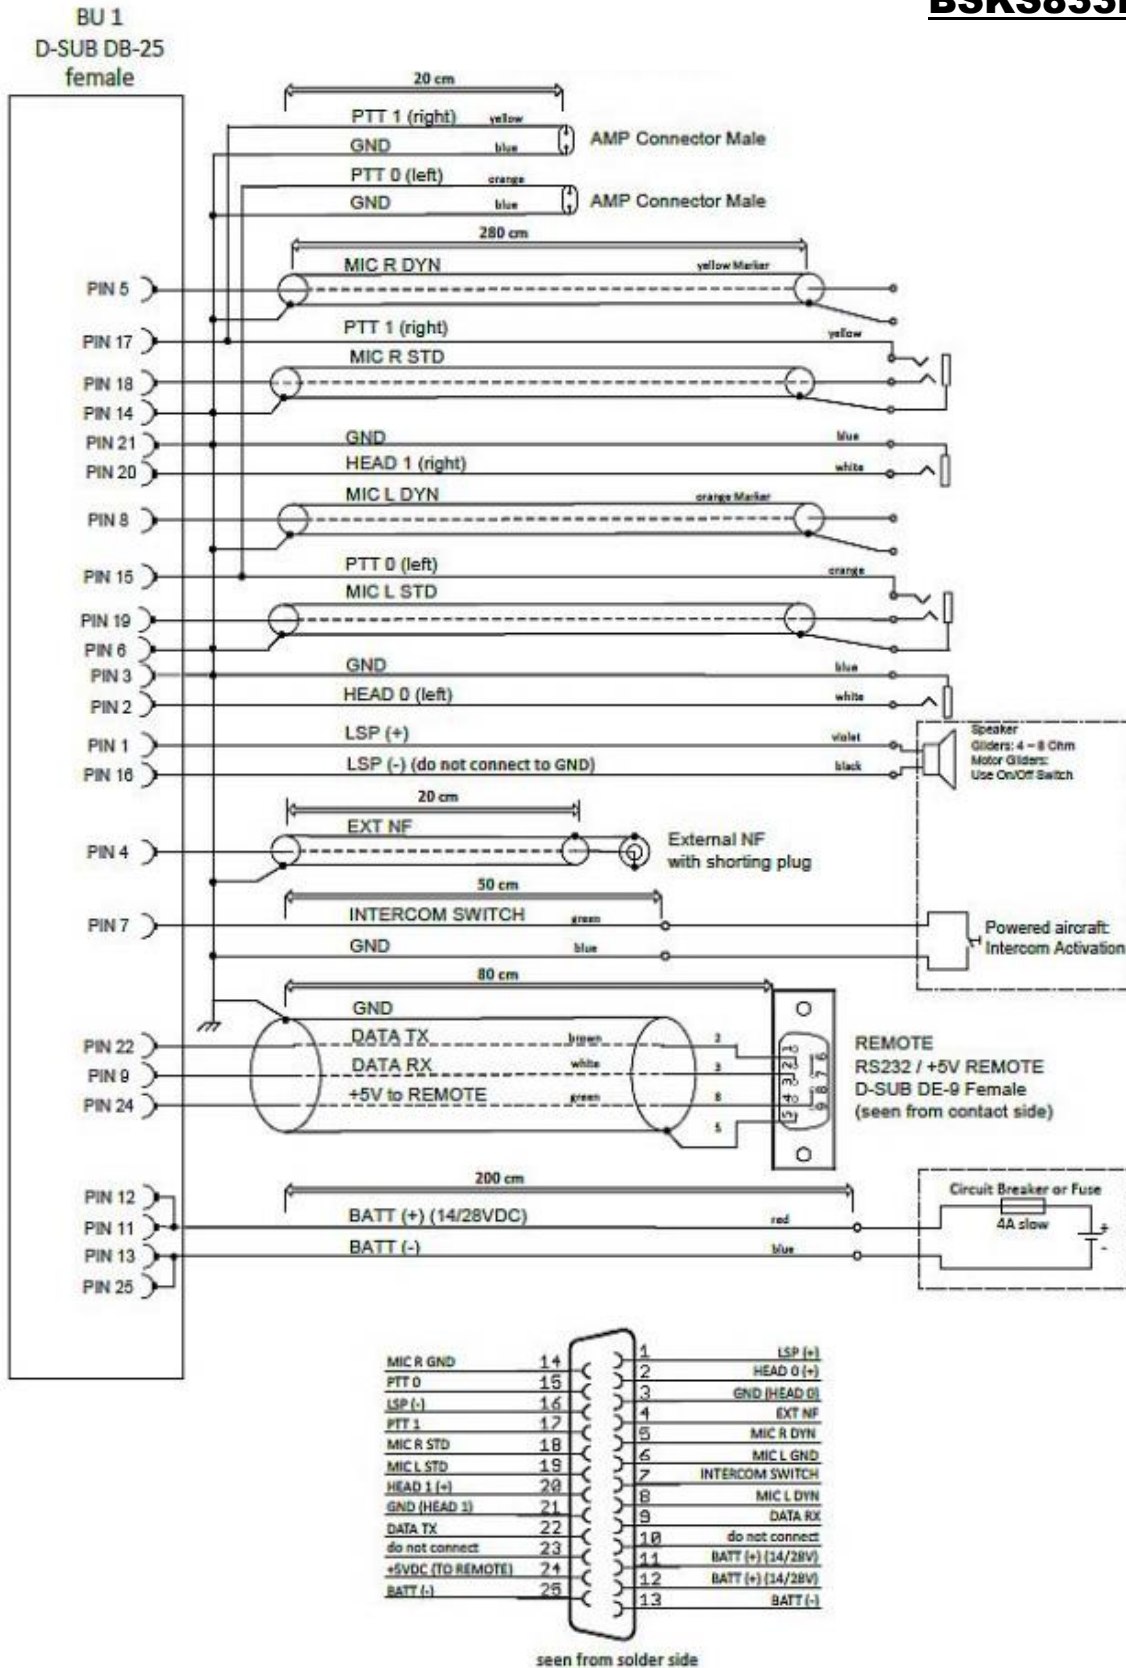 BSKS833
BU 1
D-SUB DB-25
female
20 cm
PTT 1 (right) yellow
GND blue
AMP Connector Male
PTT 0 (left) orange
GND blue
AMP Connector Male
280 cm
MIC R DYN yellow Marker
PIN 5
PTT 1 (right) yellow
PIN 17
MIC R STD
PIN 18
PIN 14
PIN 21 GND blue
PIN 20 HEAD 1 (right) white
MIC L DYN orange Marker
PIN 8
PTT 0 (left) orange
PIN 15
MIC L STD
PIN 19
PIN 6
PIN 3 GND blue
PIN 2 HEAD 0 (left) white
PIN 1 LSP (+) violet
PIN 16 LSP (-) (do not connect to GND) black
Speaker
Gliders: 4 – 8 Ohm
Motor Gliders:
Use On/Off Switch
20 cm
EXT NF
PIN 4
External NF
with shorting plug
50 cm
PIN 7 INTERCOM SWITCH green
GND blue
Powered aircraft:
Intercom Activation
80 cm
GND
PIN 22 DATA TX brown 2
PIN 9 DATA RX white 3
PIN 24 +5V to REMOTE green 8
5
1 6
2 7
3 8
4 9
5
REMOTE
RS232 / +5V REMOTE
D-SUB DE-9 Female
(seen from contact side)
200 cm
PIN 12
PIN 11 BATT (+) (14/28VDC) red
PIN 13 BATT (-) blue
PIN 25
Circuit Breaker or Fuse
4A slow
+
-
MIC R GND 14
PTT 0 15
LSP (-) 16
PTT 1 17
MIC R STD 18
MIC L STD 19
HEAD 1 (+) 20
GND (HEAD 1) 21
DATA TX 22
do not connect 23
+5VDC (TO REMOTE) 24
BATT (-) 25
1 LSP (+)
2 HEAD 0 (+)
3 GND (HEAD 0)
4 EXT NF
5 MIC R DYN
6 MIC L GND
7 INTERCOM SWITCH
8 MIC L DYN
9 DATA RX
10 do not connect
11 BATT (+) (14/28V)
12 BATT (+) (14/28V)
13 BATT (-)
seen from solder side